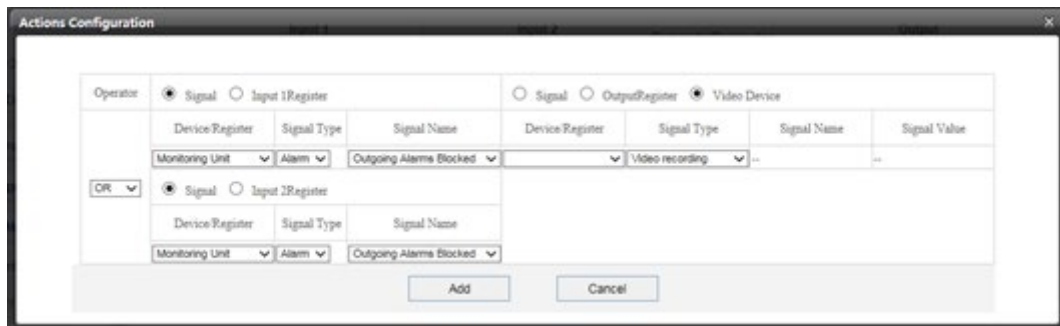 Actions Configuration
Operator Signal Input 1Register Signal OutputRegister Video Device
Device/Register Signal Type Signal Name Device/Register Signal Type Signal Name Signal Value
Monitoring Unit Alarm Outgoing Alarms Blocked Video recording -- --
OR Signal Input 2Register
Device/Register Signal Type Signal Name
Monitoring Unit Alarm Outgoing Alarms Blocked
Add Cancel